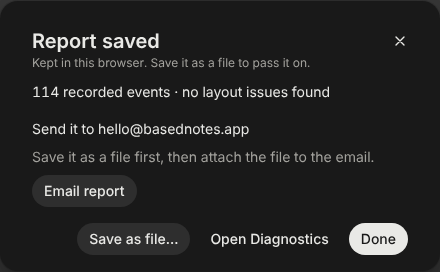 Report saved
Kept in this browser. Save it as a file to pass it on.
114 recorded events · no layout issues found
Send it to hello@basednotes.app
Save it as a file first, then attach the file to the email.
Email report
Save as file...
Open Diagnostics
Done